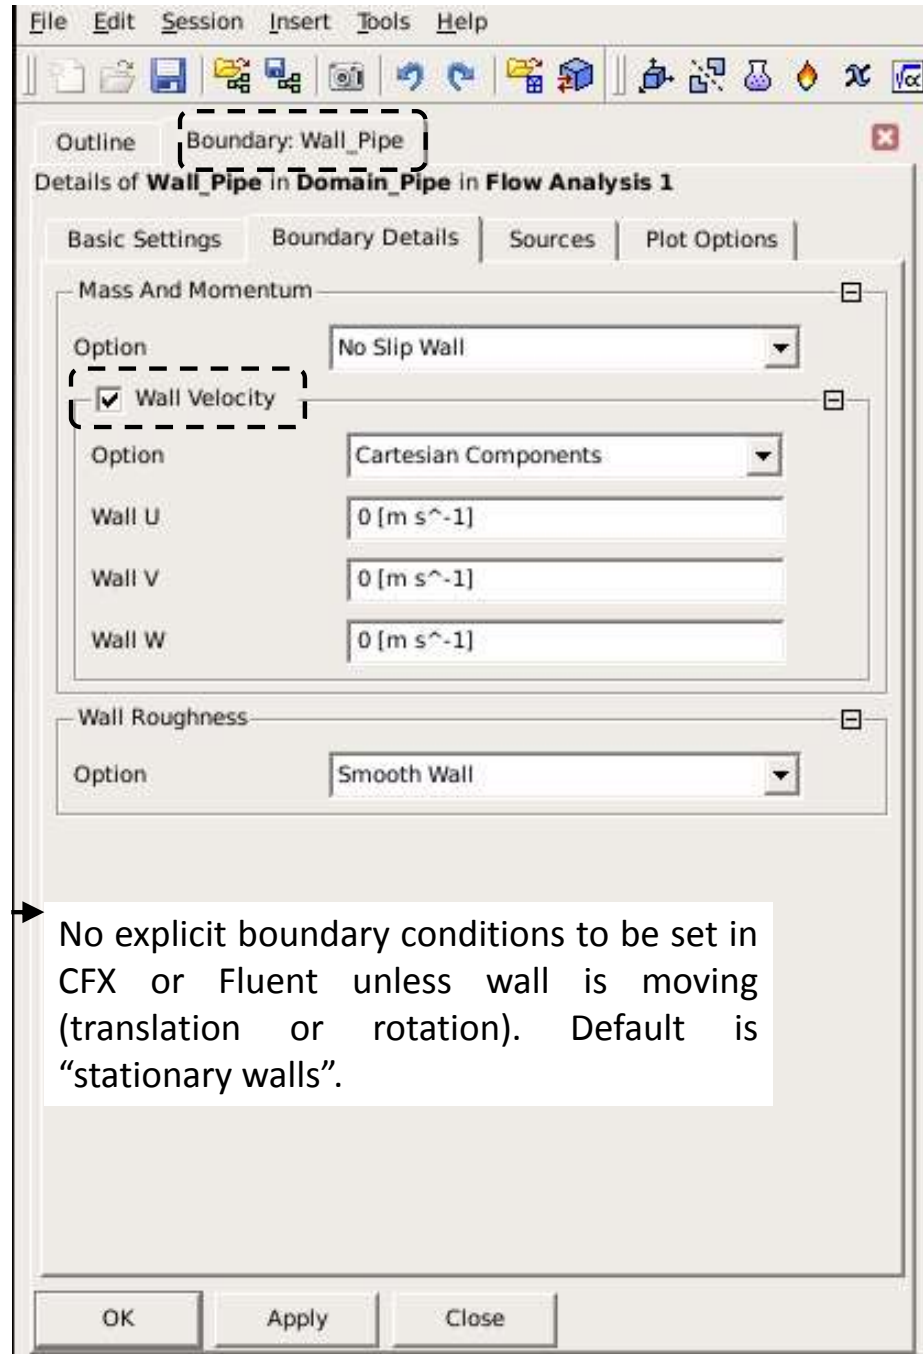 File Edit Session Insert Tools Help
Outline Boundary: Wall_Pipe
Details of Wall_Pipe in Domain_Pipe in Flow Analysis 1
Basic Settings Boundary Details Sources Plot Options
Mass And Momentum
Option No Slip Wall
Wall Velocity
Option Cartesian Components
Wall U 0 [m s^-1]
Wall V 0 [m s^-1]
Wall W 0 [m s^-1]
Wall Roughness
Option Smooth Wall
No explicit boundary conditions to be set in
CFX or Fluent unless wall is moving
(translation or rotation). Default is
“stationary walls”.
OK Apply Close